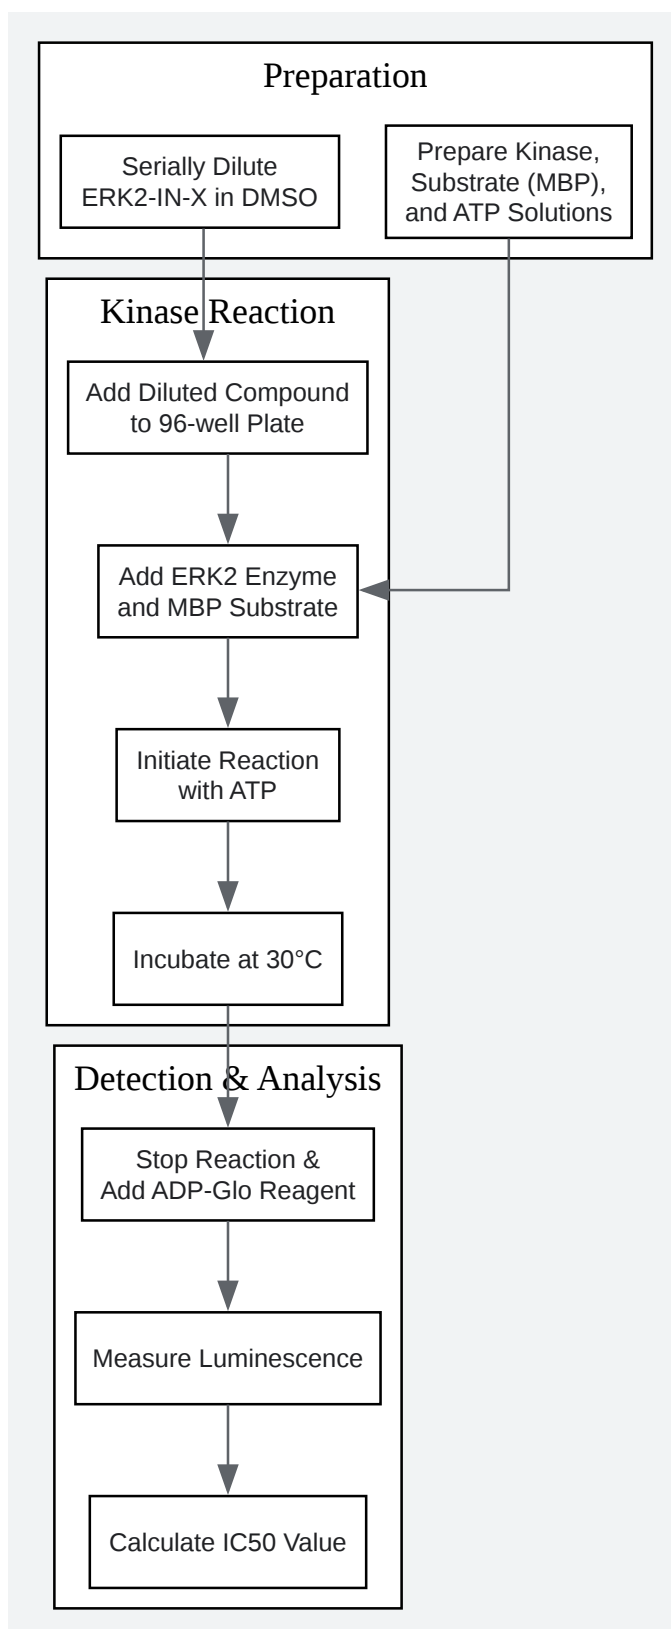 Preparation
Serially Dilute
ERK2-IN-X in DMSO
Prepare Kinase,
Substrate (MBP),
and ATP Solutions
Kinase Reaction
Add Diluted Compound
to 96-well Plate
Add ERK2 Enzyme
and MBP Substrate
Initiate Reaction
with ATP
Incubate at 30°C
Detection & Analysis
Stop Reaction &
Add ADP-Glo Reagent
Measure Luminescence
Calculate IC50 Value